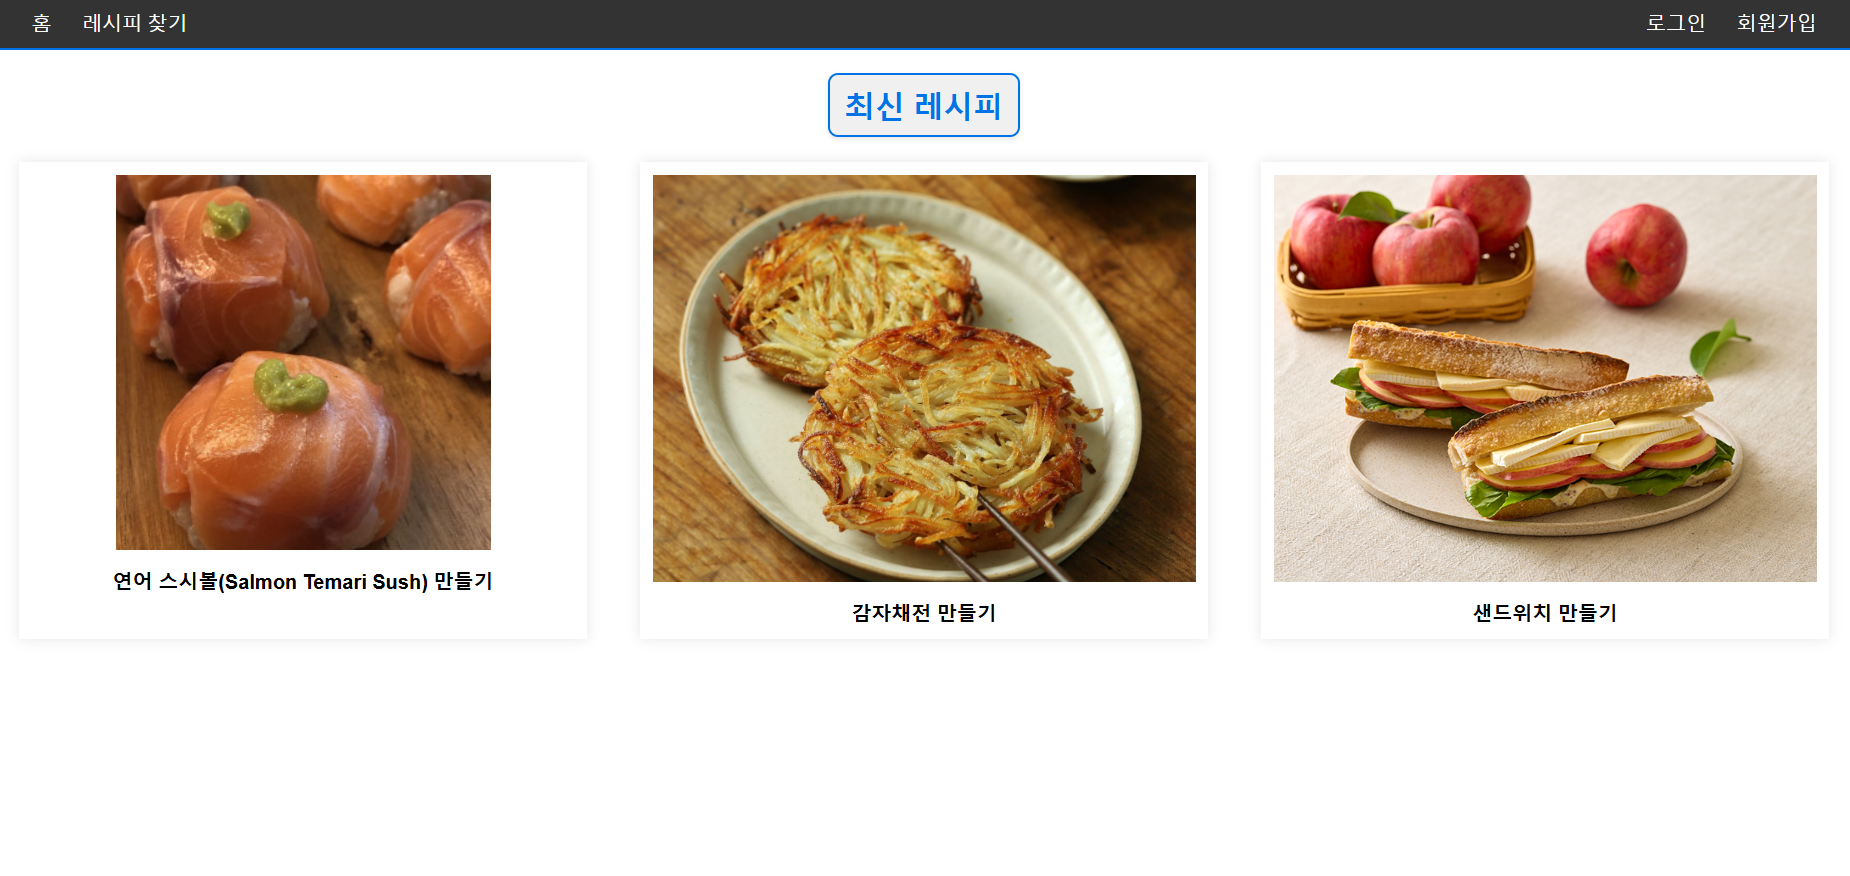 홈 레시피 찾기 로그인 회원가입
최신 레시피
연어 스시볼(Salmon Temari Sush) 만들기
감자채전 만들기
샌드위치 만들기